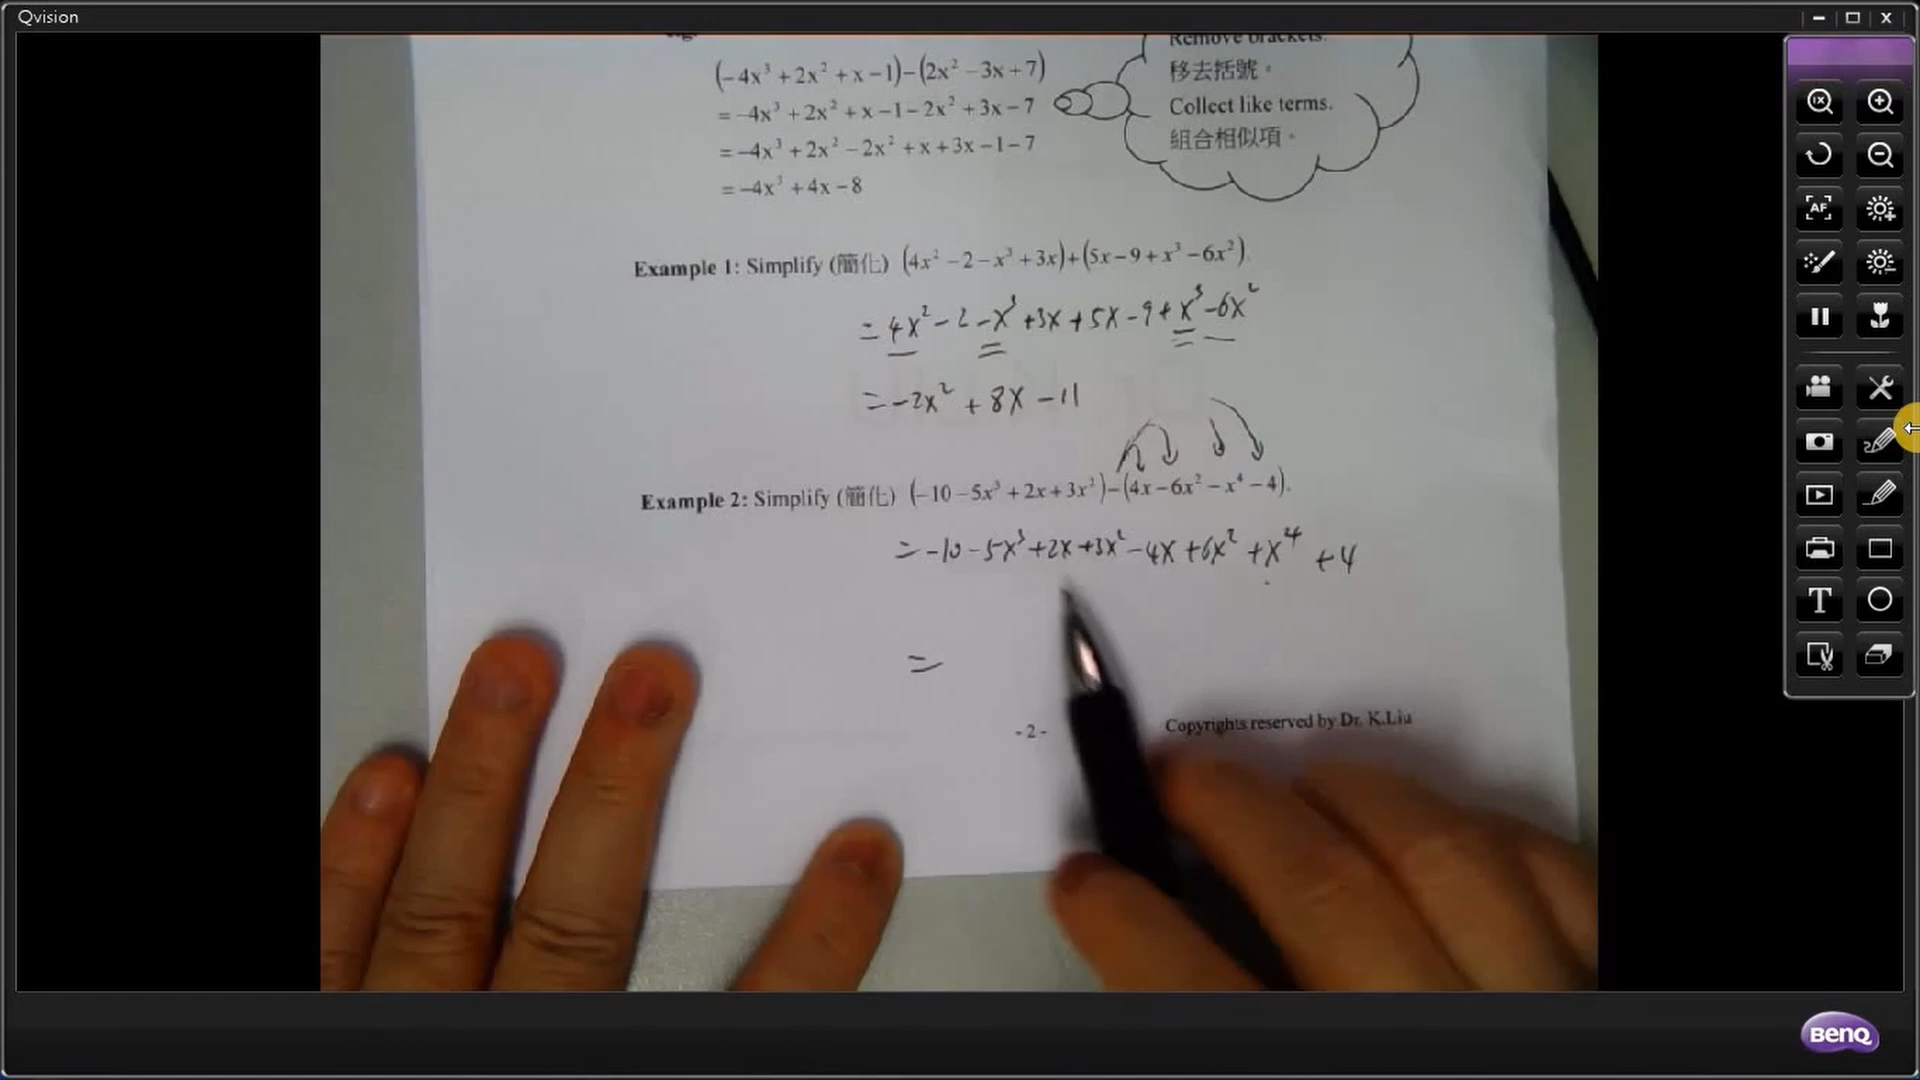 Qvision
Remove brackets.
移去括號。
Collect like terms.
組合相似項。
(-4x³+2x²+x-1)-(2x²-3x+7)
=-4x³+2x²+x-1-2x²+3x-7
=-4x³+2x²-2x²+x+3x-1-7
=-4x³+4x-8
Example 1: Simplify (簡化) (4x²-2-x³+3x)+(5x-9+x³-6x²).
=4x²-2-x³+3x+5x-9+x³-6x²
=-2x²+8x-11
Example 2: Simplify (簡化) (-10-5x³+2x+3x²)-(4x-6x²-x⁴-4).
=-10-5x³+2x+3x²-4x+6x²+x⁴+4
=
-2-
Copyrights reserved by Dr. K.Liu
1X
AF
T
BenQ